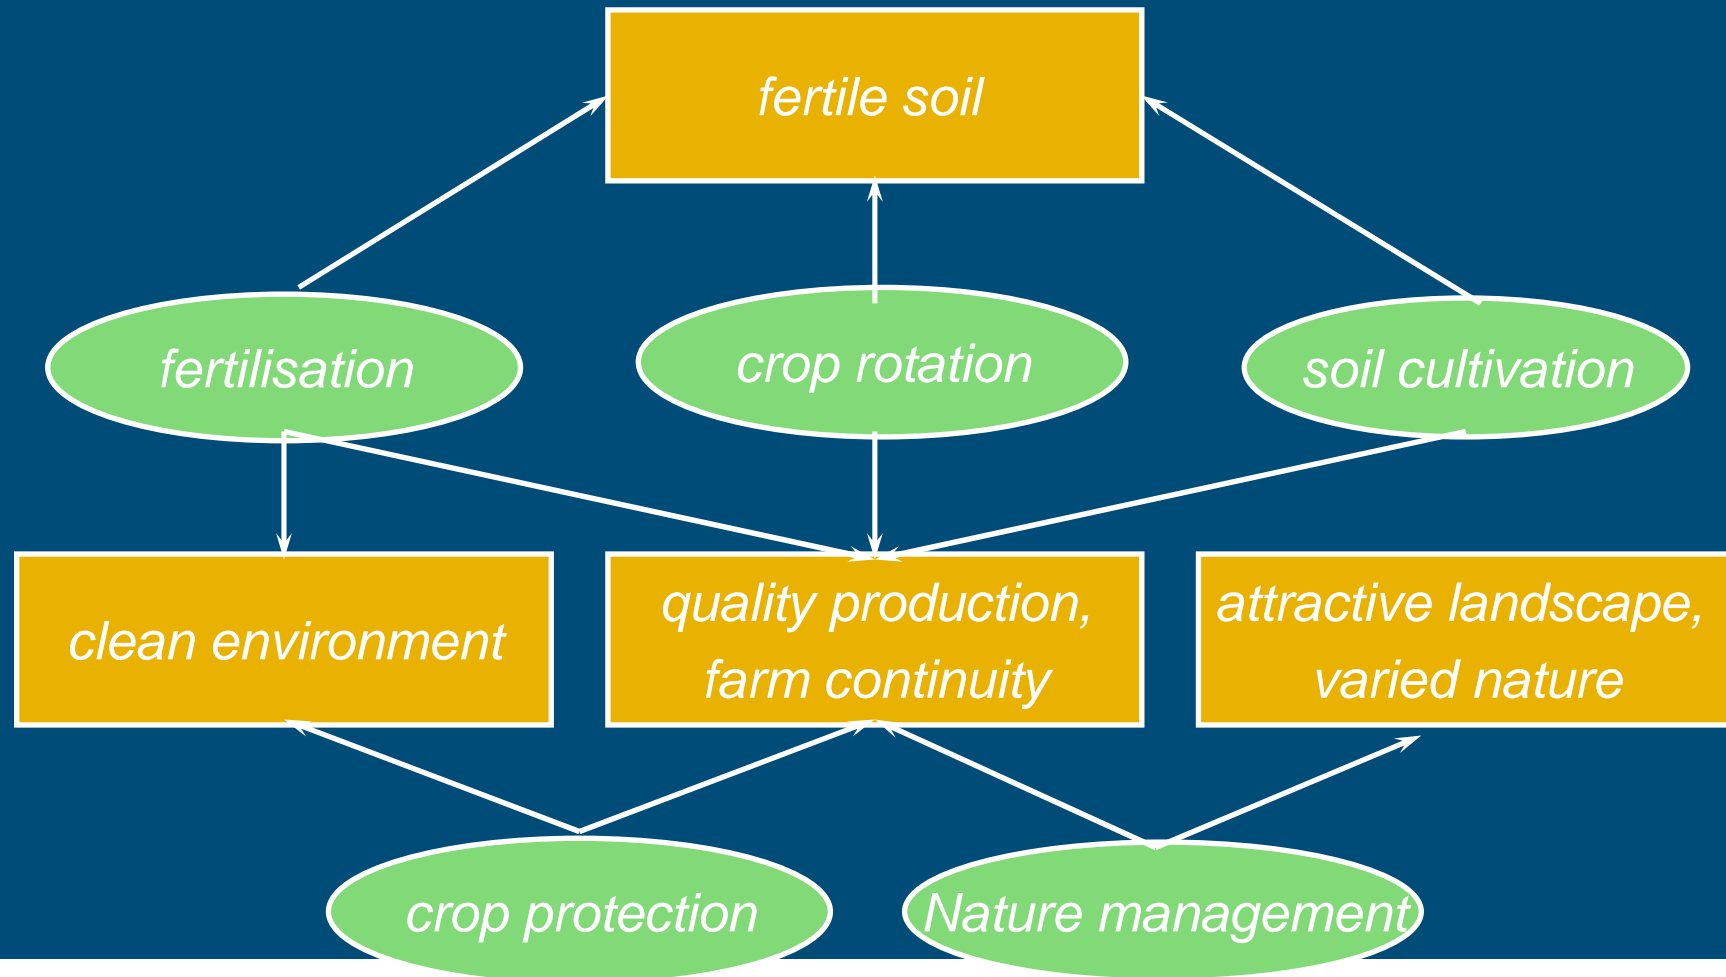 fertile soil
fertilisation
crop rotation
soil cultivation
clean environment
quality production,
farm continuity
attractive landscape,
varied nature
crop protection
Nature management